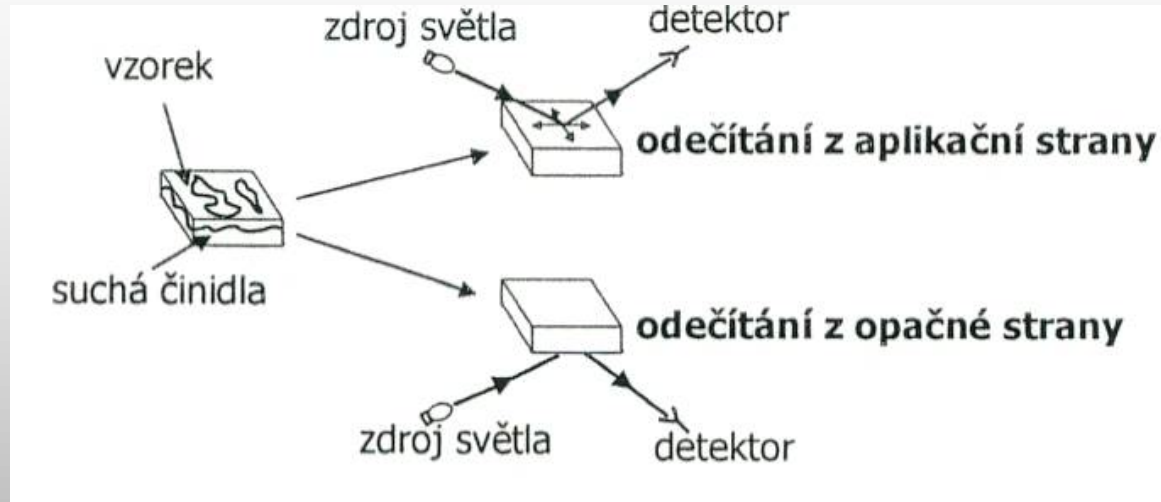 zdroj světla
detektor
vzorek
odečítání z aplikační strany
suchá činidla
odečítání z opačné strany
zdroj světla
detektor